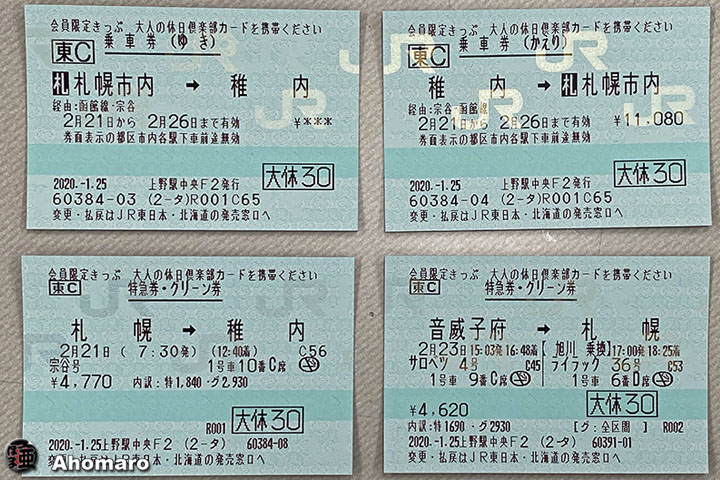 会員限定きっぷ 大人の休日倶楽部カードを携帯ください
東C 乗車券 (ゆき)
札 札幌市内 → 稚内
経由:函館線・宗谷
2月21日から 2月26日まで有効 ¥***
券面表示の都区市内各駅下車前途無効
大休30
2020.-1.25 上野駅中央F2発行
60384-03 (2-タ)R001C65
変更・払戻はJR東日本・北海道の発売窓口へ
会員限定きっぷ 大人の休日倶楽部カードを携帯ください
東C 乗車券 (かえり)
稚内 → 札 札幌市内
経由:宗谷・函館線
2月21日から 2月26日まで有効 ¥11,080
券面表示の都区市内各駅下車前途無効
大休30
2020.-1.25 上野駅中央F2発行
60384-04 (2-タ)R001C65
変更・払戻はJR東日本・北海道の発売窓口へ
会員限定きっぷ 大人の休日倶楽部カードを携帯ください
東C 特急券・グリーン券
札幌 → 稚内
2月21日 ( 7:30発) (12:40着) C56
宗谷号 1号車 10番 C席
¥4,770 内訳:特1,840・グ2,930
R001 大休30
2020.-1.25上野駅中央F2 (2-タ) 60384-08
変更・払戻はJR東日本・北海道の発売窓口へ
会員限定きっぷ 大人の休日倶楽部カードを携帯ください
東C 特急券・グリーン券
音威子府 → 札幌
2月23日 15:03発 16:48着【 旭川 乗換】17:00発 18:25着
サロベツ 4号 C45 ライラック 36号 C53
1号車 9番 C席 1号車 6番 D席
¥4,620 大休30
内訳:特1690・グ2930 [グ:全区間 ] R002
2020.-1.25上野駅中央F2 (2-タ) 60391-01
変更・払戻はJR東日本・北海道の発売窓口へ
Ahomaro